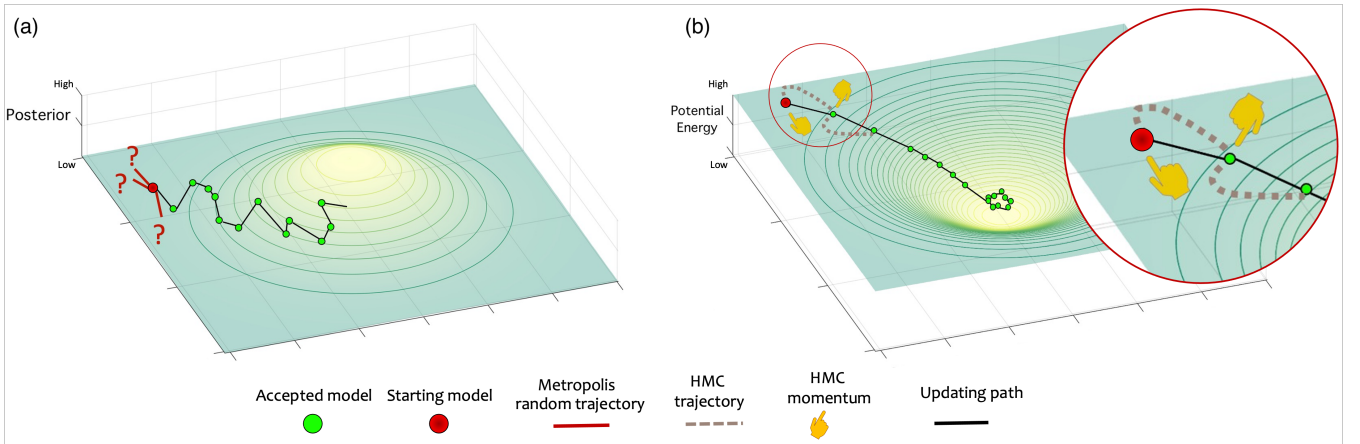 (a)
High
Posterior
Low
?
?
?
(b)
High
Potential
Energy
Low
Accepted model
Starting model
Metropolis
random trajectory
HMC
trajectory
HMC
momentum
Updating path